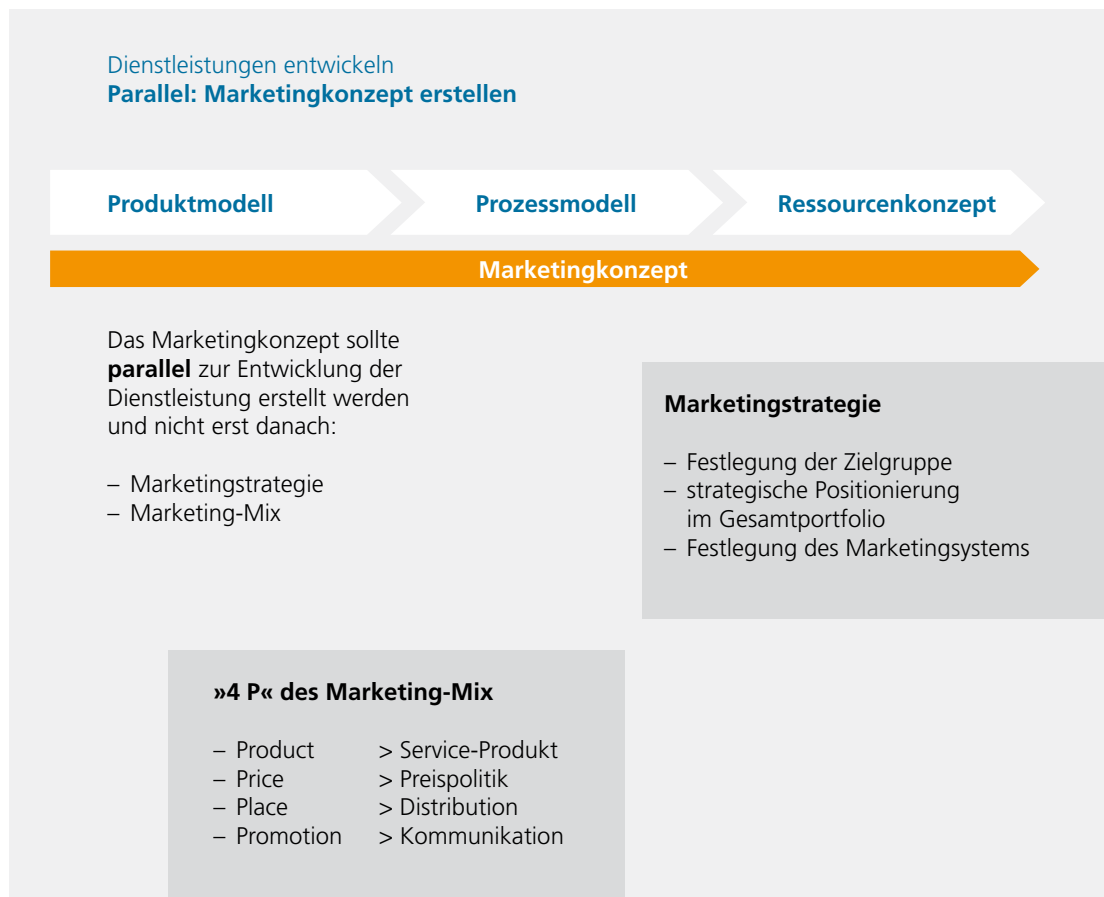 Dienstleistungen entwickeln
Parallel: Marketingkonzept erstellen
Produktmodell
Prozessmodell
Ressourcenkonzept
Marketingkonzept
Das Marketingkonzept sollte
parallel zur Entwicklung der
Dienstleistung erstellt werden
und nicht erst danach:
– Marketingstrategie
– Marketing-Mix
Marketingstrategie
– Festlegung der Zielgruppe
– strategische Positionierung
im Gesamtportfolio
– Festlegung des Marketingsystems
»4 P« des Marketing-Mix
– Product > Service-Produkt
– Price > Preispolitik
– Place > Distribution
– Promotion > Kommunikation